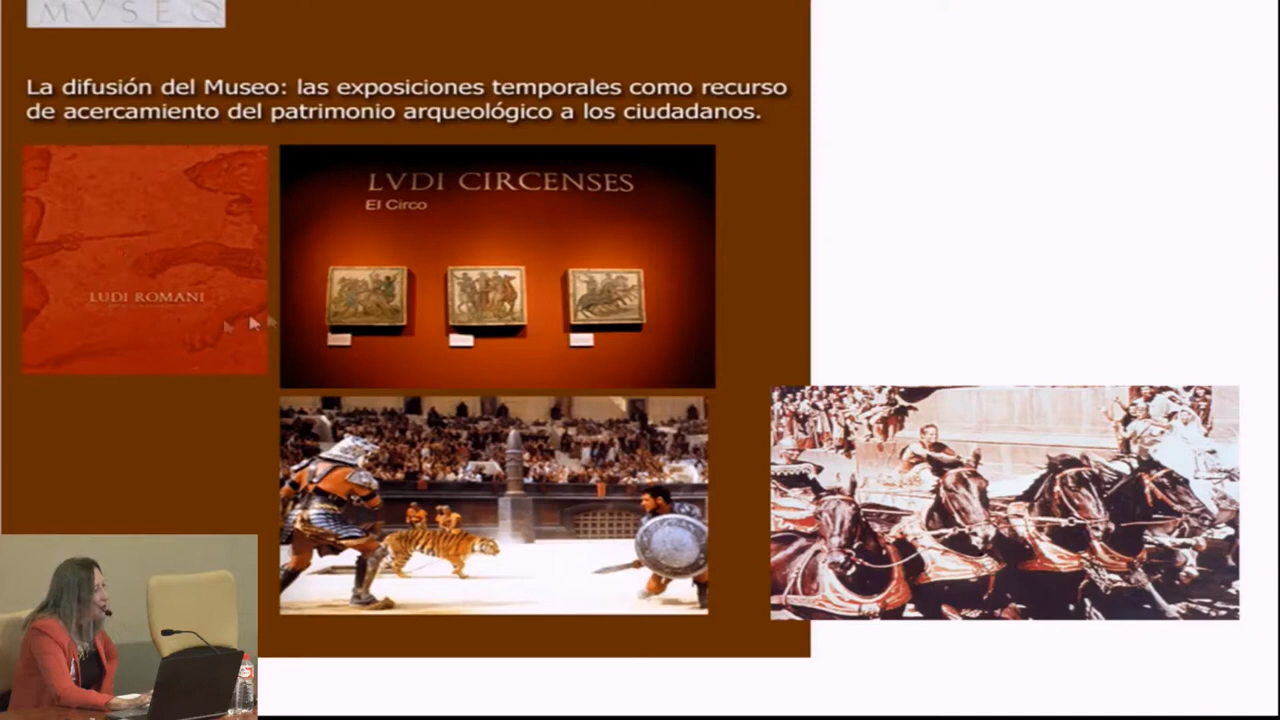 MVSEO
La difusión del Museo: las exposiciones temporales como recurso
de acercamiento del patrimonio arqueológico a los ciudadanos.
LVDI CIRCENSES
El Circo
LUDI ROMANI